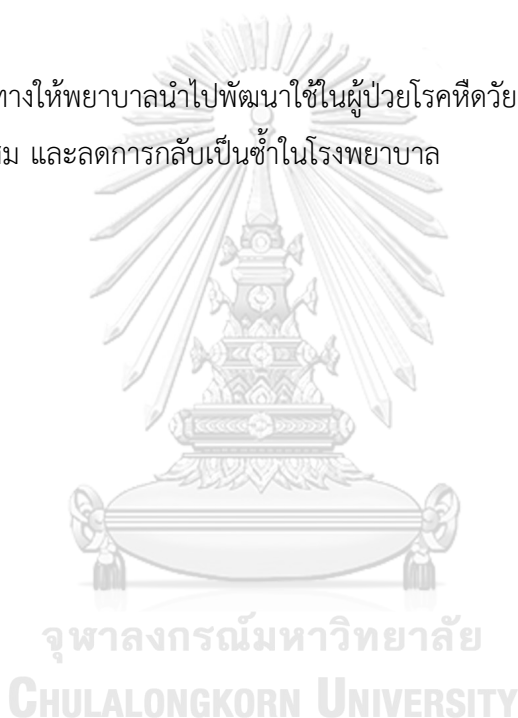 ทางให้พยาบาลนำไปพัฒนาใช้ในผู้ป่วยโรคหืดวัย
สม และลดการกลับเป็นซ้ำในโรงพยาบาล
จุฬาลงกรณ์มหาวิทยาลัย
CHULALONGKORN UNIVERSITY